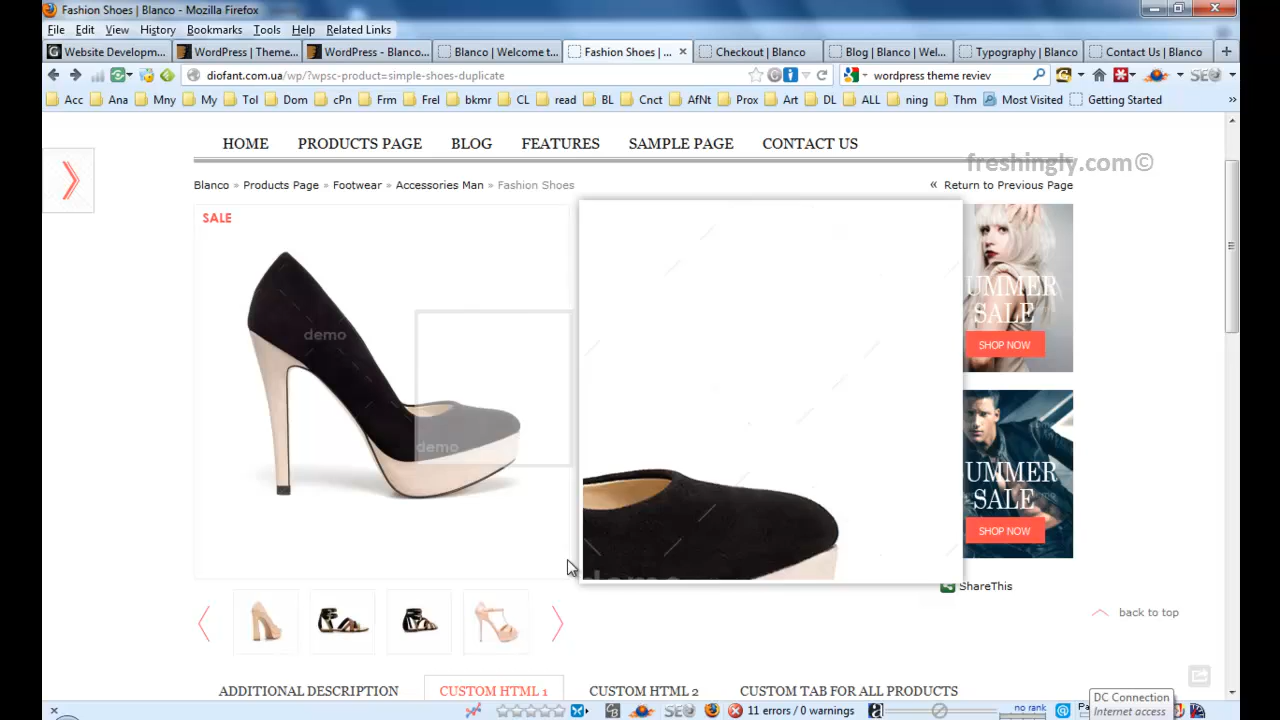 Fashion Shoes | Blanco - Mozilla Firefox
File Edit View History Bookmarks Tools Help Related Links
Website Developm... WordPress | Theme... WordPress - Blanco... Blanco | Welcome t... Fashion Shoes | ... Checkout | Blanco Blog | Blanco | Wel... Typography | Blanco Contact Us | Blanco
diofant.com.ua/wp/?wpsc-product=simple-shoes-duplicate wordpress theme reviev SEO
Acc Ana Mny My Tol Dom cPn Frm Frel bkmr CL read BL Cnct AfNt Prox Art DL ALL ning Thm Most Visited Getting Started »
HOME PRODUCTS PAGE BLOG FEATURES SAMPLE PAGE CONTACT US
freshingly.com©
Blanco » Products Page » Footwear » Accessories Man » Fashion Shoes « Return to Previous Page
SALE
demo
demo
demo
UMMER
SALE
SHOP NOW
UMMER
SALE
SHOP NOW
ShareThis
back to top
ADDITIONAL DESCRIPTION CUSTOM HTML 1 CUSTOM HTML 2 CUSTOM TAB FOR ALL PRODUCTS
DC Connection
Internet access
SEO 11 errors / 0 warnings no rank